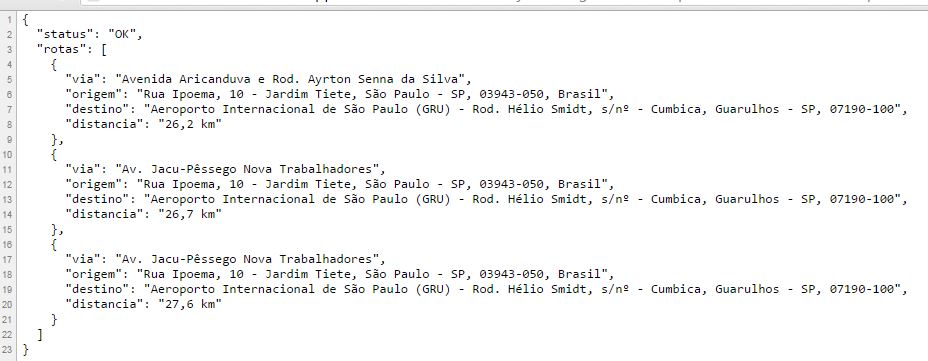 1 {
2 "status": "OK",
3 "rotas": [
4 {
5 "via": "Avenida Aricanduva e Rod. Ayrton Senna da Silva",
6 "origem": "Rua Ipoema, 10 - Jardim Tiete, São Paulo - SP, 03943-050, Brasil",
7 "destino": "Aeroporto Internacional de São Paulo (GRU) - Rod. Hélio Smidt, s/nº - Cumbica, Guarulhos - SP, 07190-100",
8 "distancia": "26,2 km"
9 },
10 {
11 "via": "Av. Jacu-Pêssego Nova Trabalhadores",
12 "origem": "Rua Ipoema, 10 - Jardim Tiete, São Paulo - SP, 03943-050, Brasil",
13 "destino": "Aeroporto Internacional de São Paulo (GRU) - Rod. Hélio Smidt, s/nº - Cumbica, Guarulhos - SP, 07190-100",
14 "distancia": "26,7 km"
15 },
16 {
17 "via": "Av. Jacu-Pêssego Nova Trabalhadores",
18 "origem": "Rua Ipoema, 10 - Jardim Tiete, São Paulo - SP, 03943-050, Brasil",
19 "destino": "Aeroporto Internacional de São Paulo (GRU) - Rod. Hélio Smidt, s/nº - Cumbica, Guarulhos - SP, 07190-100",
20 "distancia": "27,6 km"
21 }
22 ]
23 }